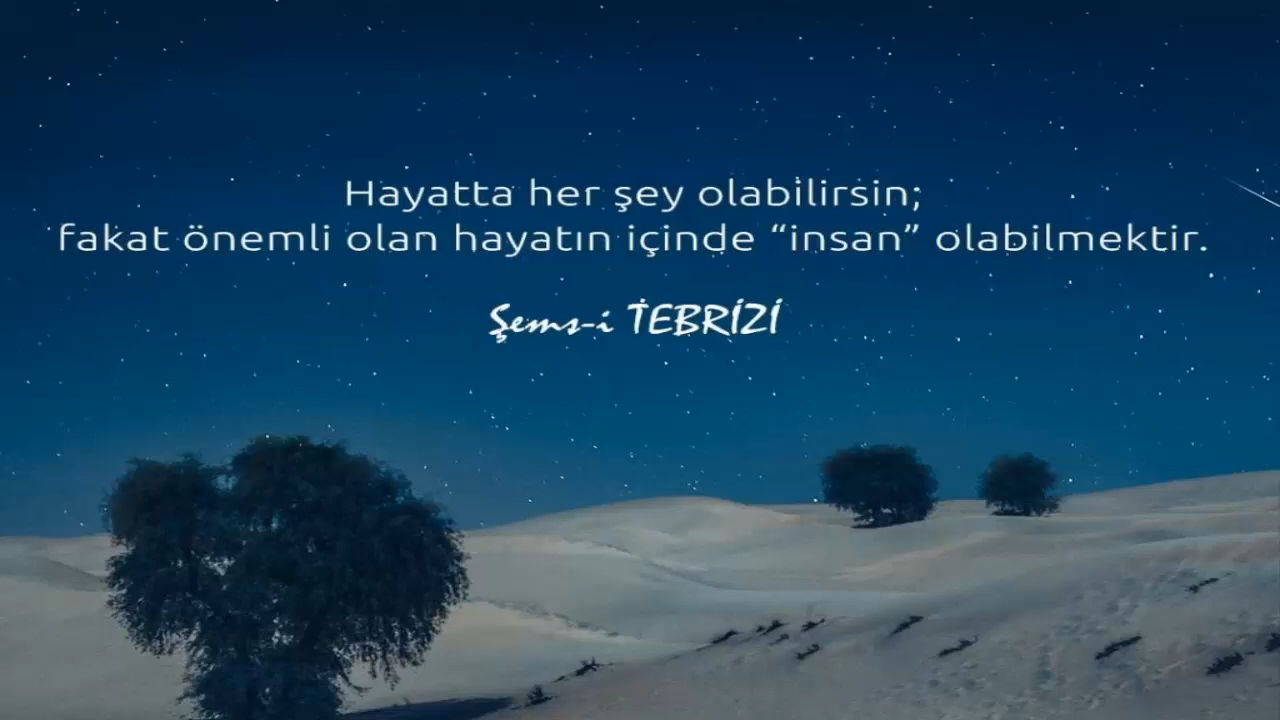 Hayatta her şey olabilirsin;
fakat önemli olan hayatın içinde “insan” olabilmektir.
Şems-i TEBRİZİ